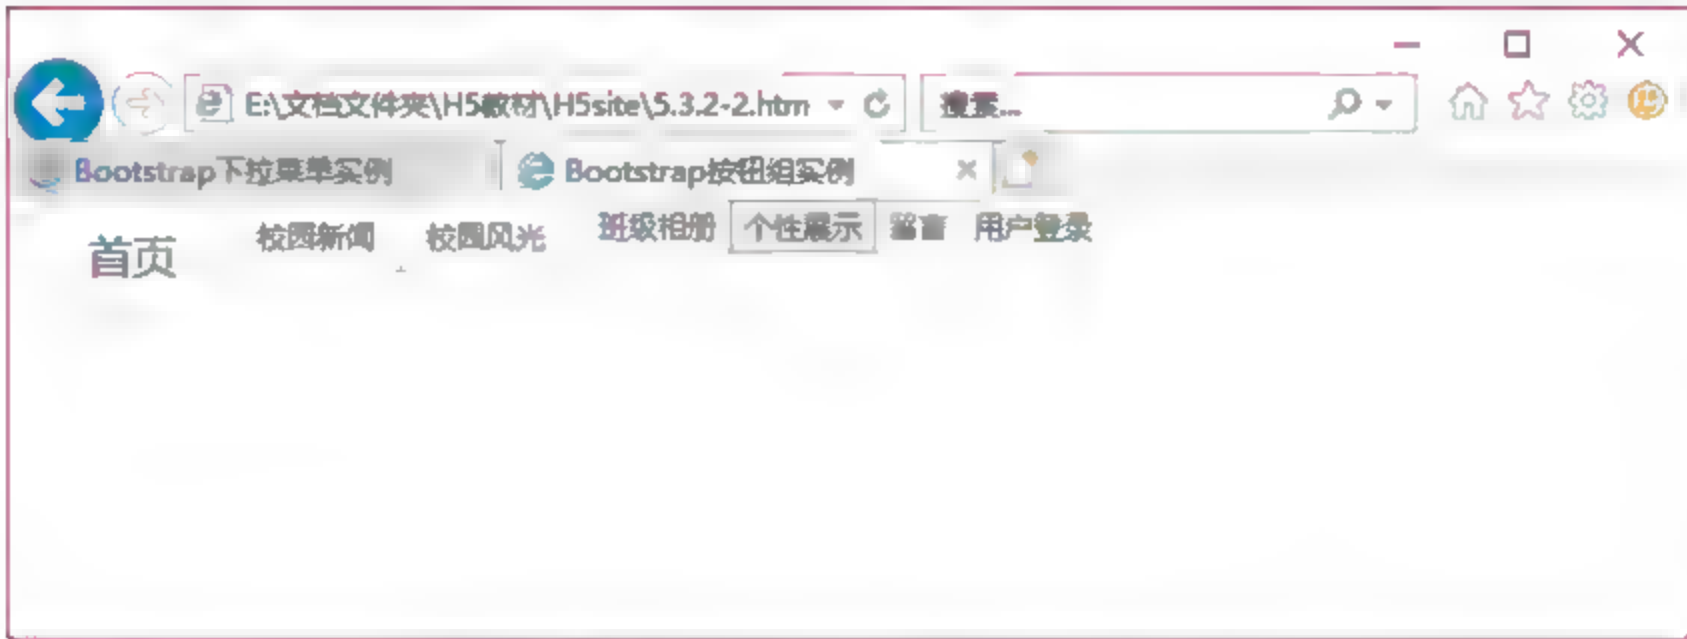 E:\文档文件夹\H5教材\H5site\5.3.2-2.htm 搜索...
Bootstrap下拉菜单实例 Bootstrap按钮组实例
首页 校园新闻 校园风光 班级相册 个性展示 留言 用户登录